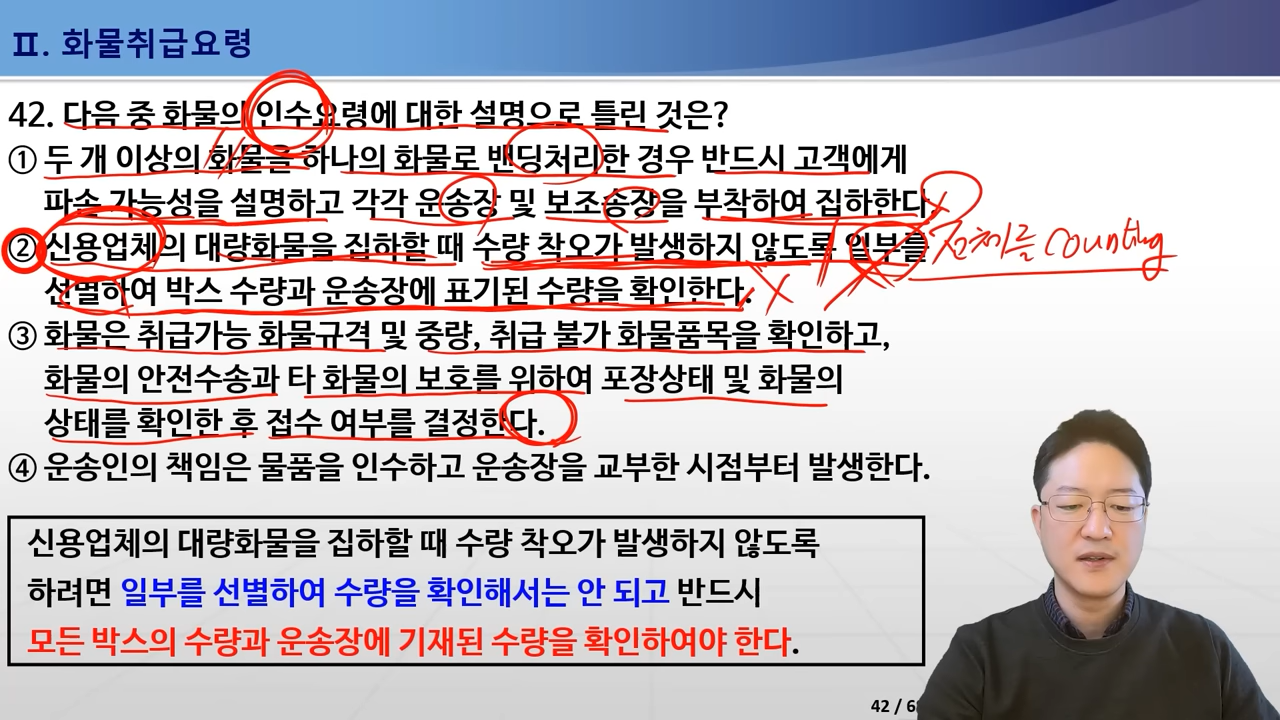 Ⅱ. 화물취급요령
42. 다음 중 화물의 인수요령에 대한 설명으로 틀린 것은?
① 두 개 이상의 화물을 하나의 화물로 밴딩처리한 경우 반드시 고객에게
파손 가능성을 설명하고 각각 운송장 및 보조송장을 부착하여 집하한다.
② 신용업체의 대량화물을 집하할 때 수량 착오가 발생하지 않도록 일부를
전체를 counting
선별하여 박스 수량과 운송장에 표기된 수량을 확인한다.
③ 화물은 취급가능 화물규격 및 중량, 취급 불가 화물품목을 확인하고,
화물의 안전수송과 타 화물의 보호를 위하여 포장상태 및 화물의
상태를 확인한 후 접수 여부를 결정한다.
④ 운송인의 책임은 물품을 인수하고 운송장을 교부한 시점부터 발생한다.
신용업체의 대량화물을 집하할 때 수량 착오가 발생하지 않도록
하려면 일부를 선별하여 수량을 확인해서는 안 되고 반드시
모든 박스의 수량과 운송장에 기재된 수량을 확인하여야 한다.
42 /